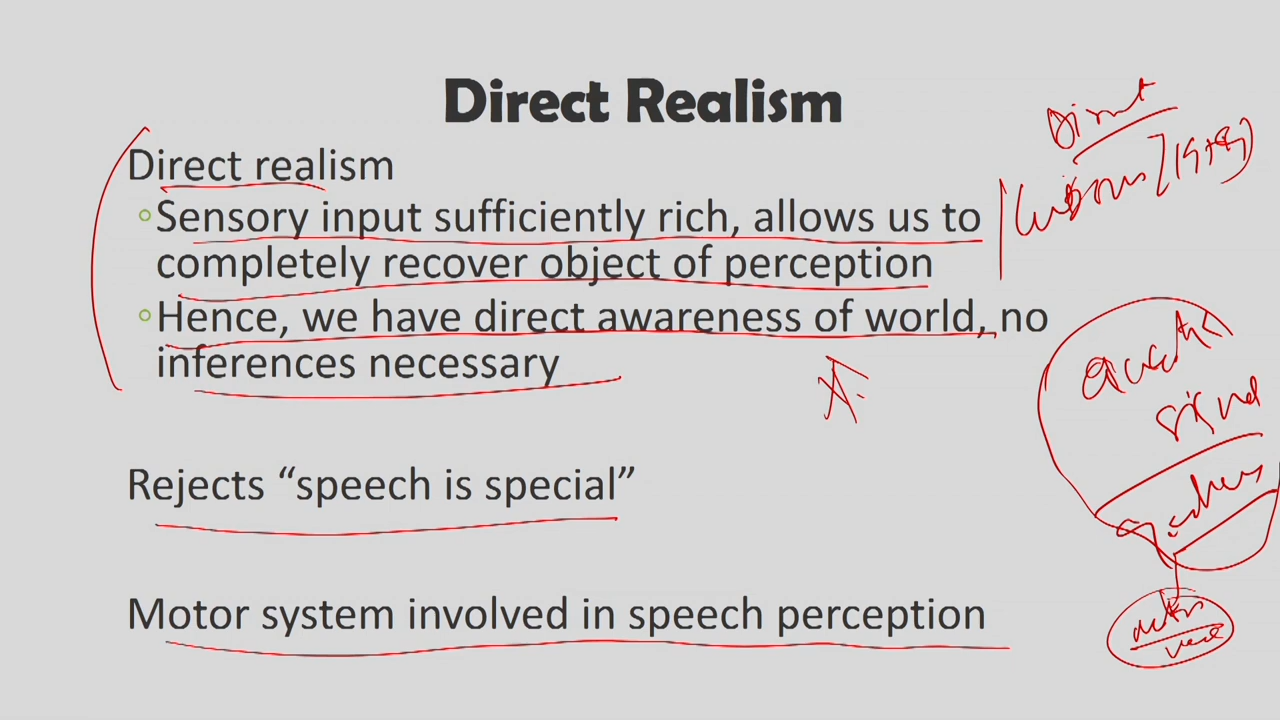 Direct Realism
Direct realism
Sensory input sufficiently rich, allows us to
completely recover object of perception
Hence, we have direct awareness of world, no
inferences necessary
Rejects “speech is special”
Motor system involved in speech perception
Direct